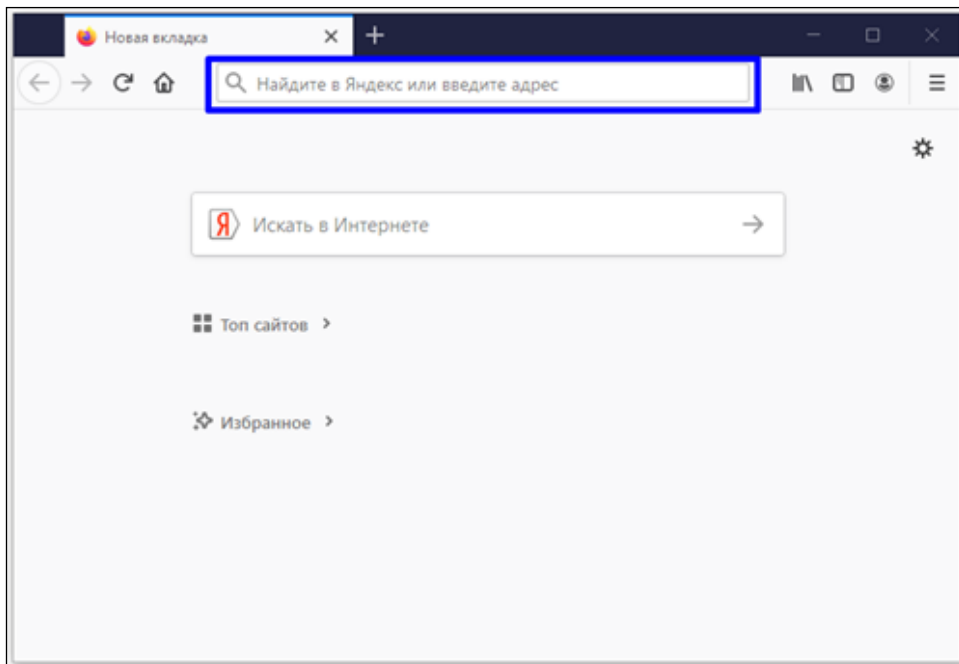 Новая вкладка
Найдите в Яндекс или введите адрес
Я Искать в Интернете
Топ сайтов
Избранное